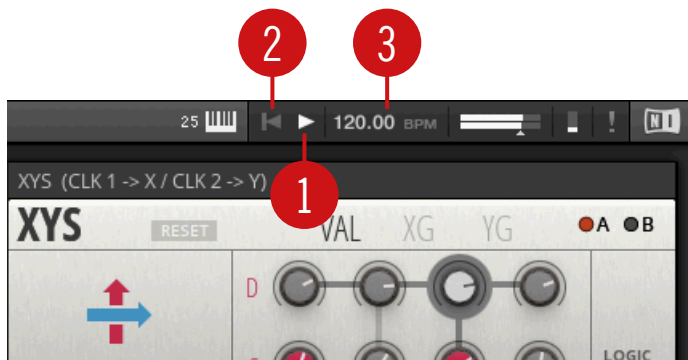 2 3
25 120.00 BPM ! NI
1
XYS (CLK 1 -> X / CLK 2 -> Y)
XYS RESET VAL XG YG A B
D
LOGIC